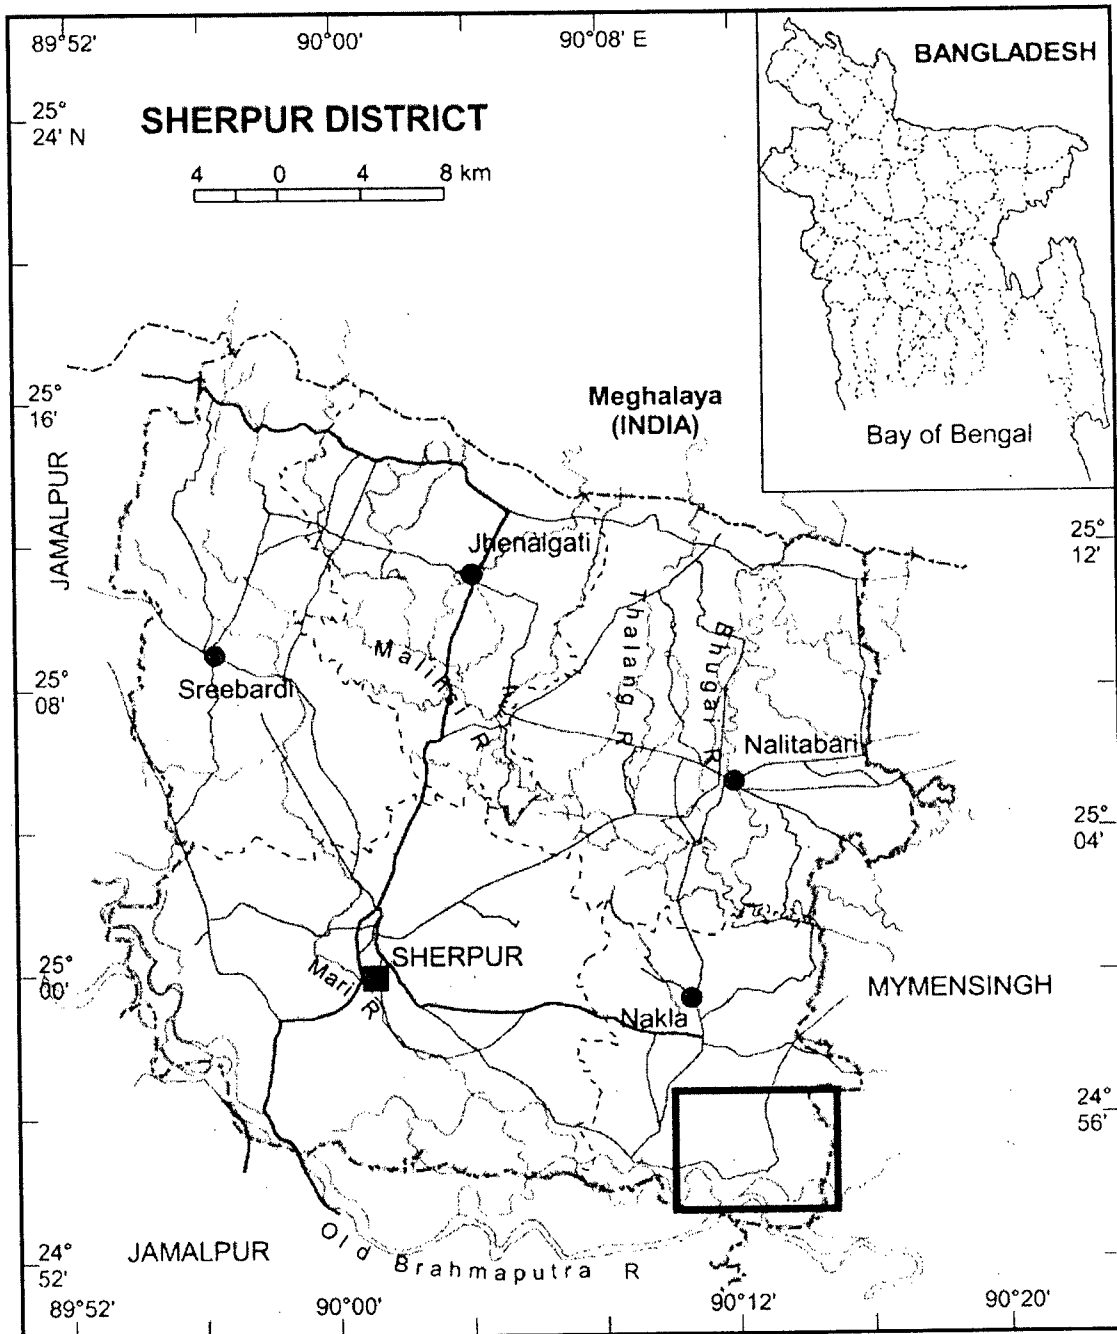 89°52' 90°00' 90°08' E
BANGLADESH
25°
24' N
SHERPUR DISTRICT
4 0 4 8 km
25°
16'
Meghalaya
(INDIA)
Bay of Bengal
JAMALPUR
25°
12'
Jhenaigati
Thalang R
Bhugai R
Malijhi R
Sreebardi
25°
08'
Nalitabari
25°
04'
SHERPUR
25°
00'
Mari R
MYMENSINGH
Nakla
24°
56'
JAMALPUR
Old Brahmaputra R
24°
52'
89°52' 90°00' 90°12' 90°20'